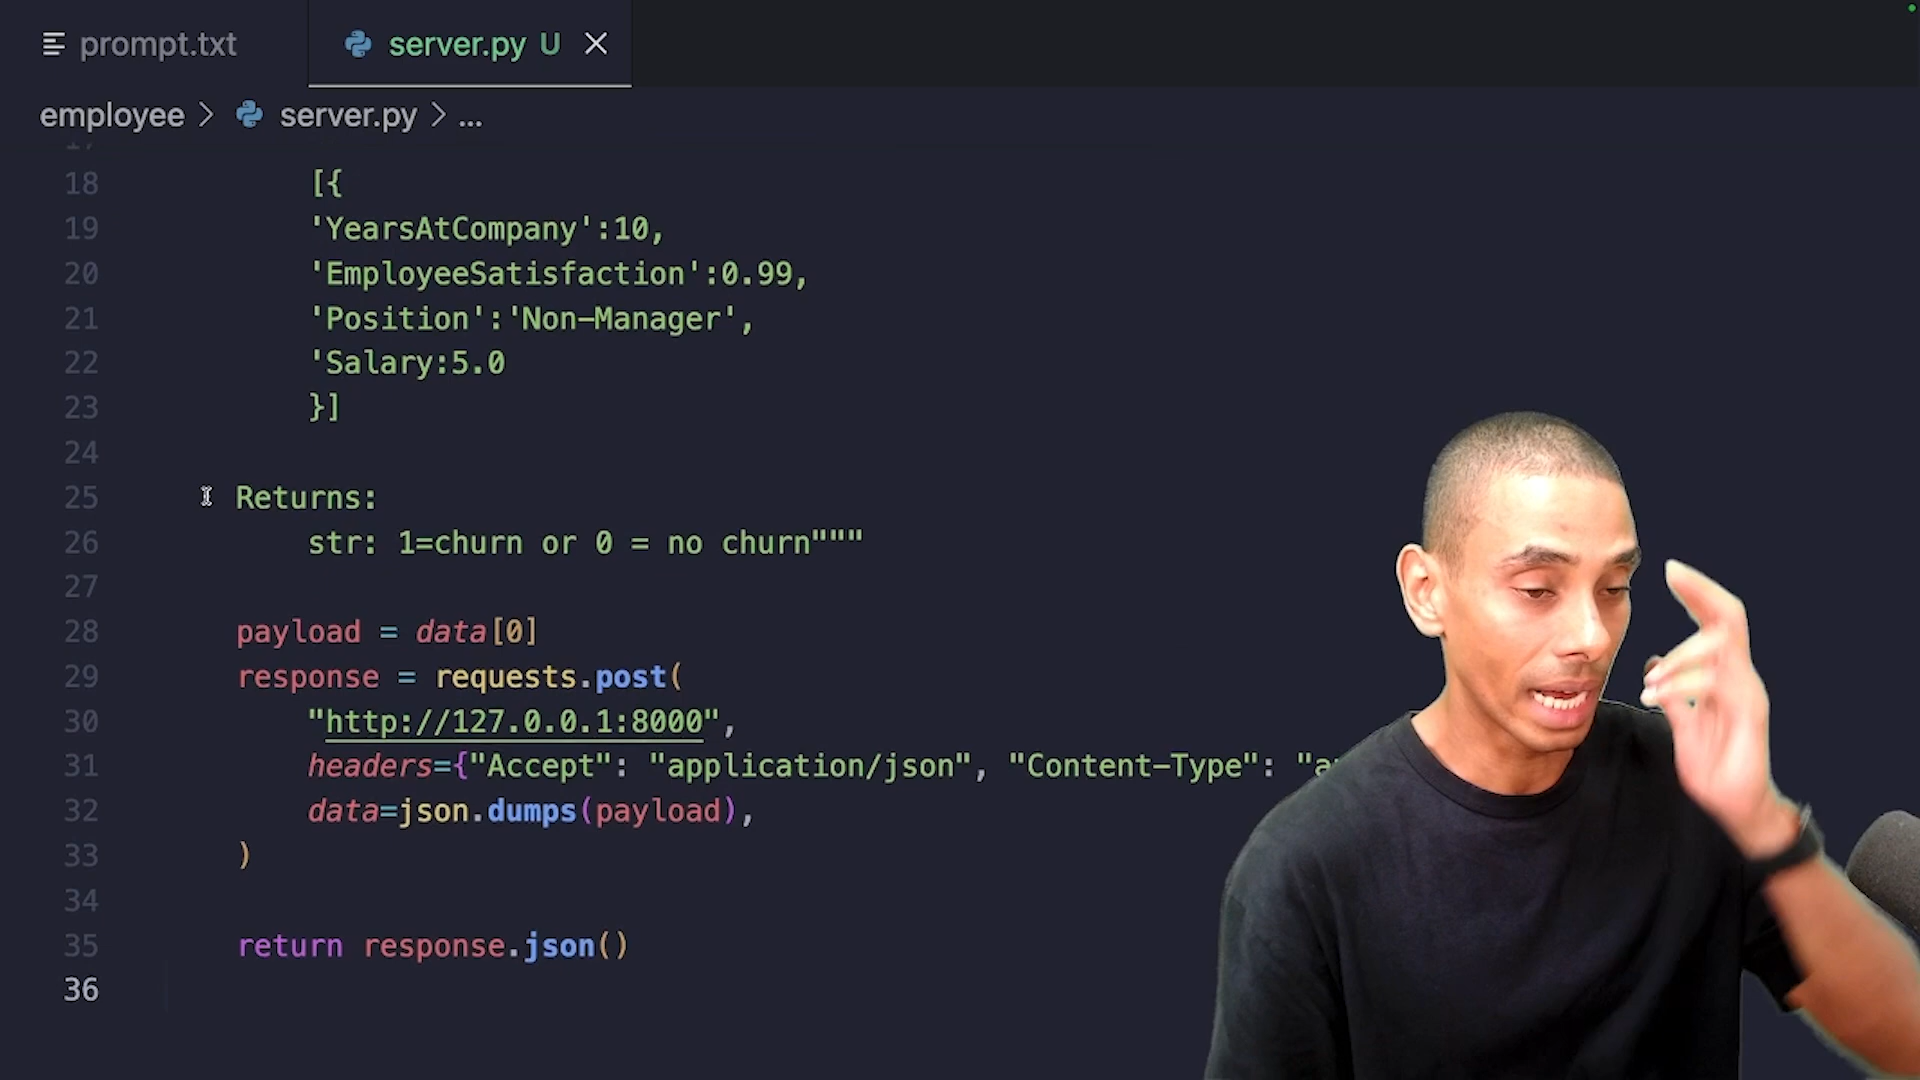 prompt.txt
server.py U
employee > server.py > ...
18 [{
19 'YearsAtCompany':10,
20 'EmployeeSatisfaction':0.99,
21 'Position':'Non-Manager',
22 'Salary:5.0
23 }]
24
25 Returns:
26 str: 1=churn or 0 = no churn"""
27
28 payload = data[0]
29 response = requests.post(
30 "http://127.0.0.1:8000",
31 headers={"Accept": "application/json", "Content-Type": "a
32 data=json.dumps(payload),
33 )
34
35 return response.json()
36